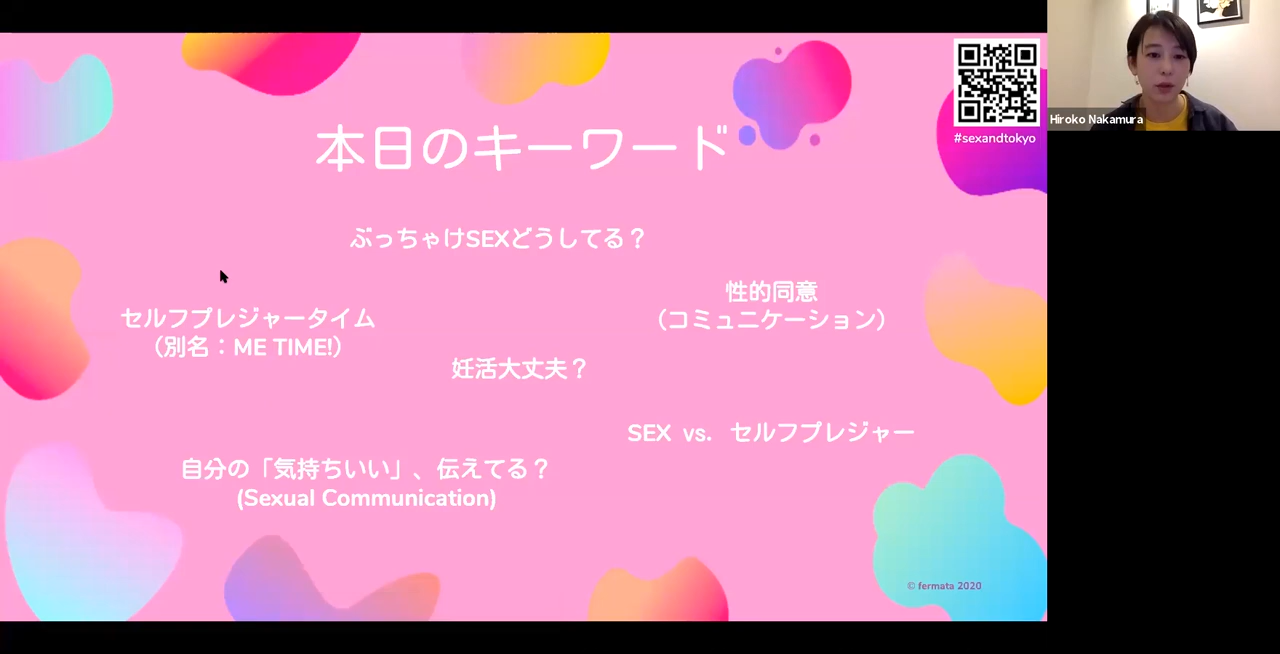 本日のキーワード
#sexandtokyo
Hiroko Nakamura
ぶっちゃけSEXどうしてる？
性的同意
（コミュニケーション）
セルフプレジャータイム
（別名：ME TIME!）
妊活大丈夫？
SEX vs. セルフプレジャー
自分の「気持ちいい」、伝えてる？
(Sexual Communication)
© fermata 2020